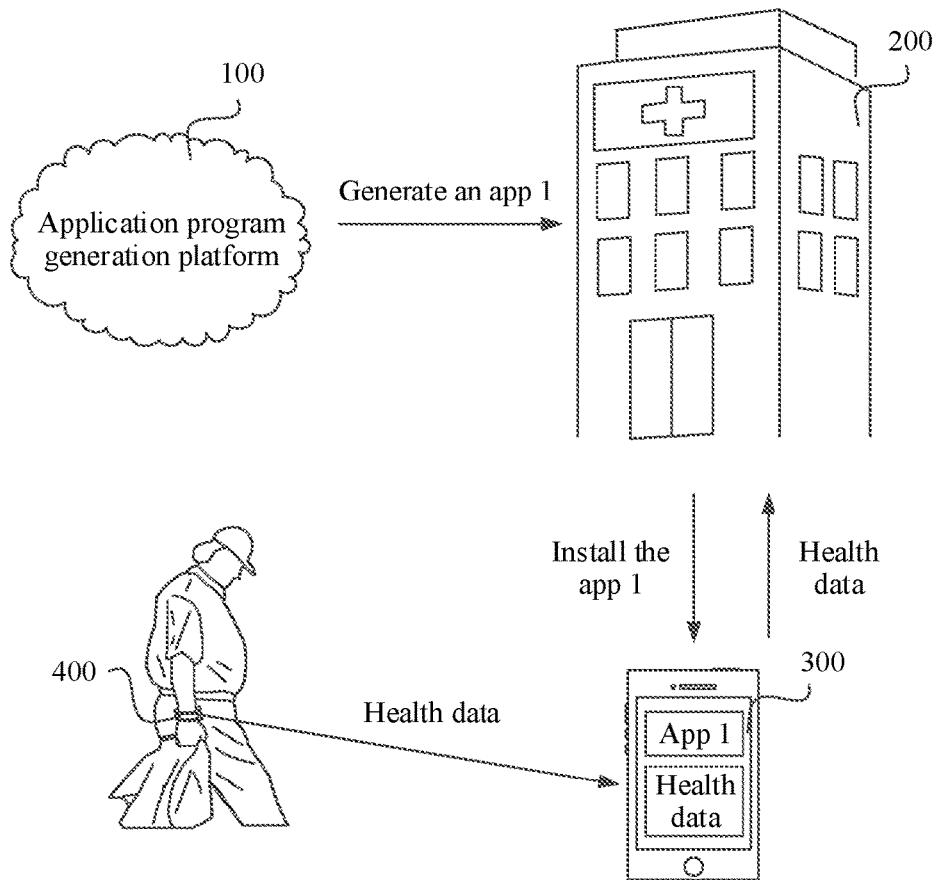 100
200
Application program
generation platform
Generate an app 1
Install the
app 1
Health
data
400
300
Health data
App 1
Health
data